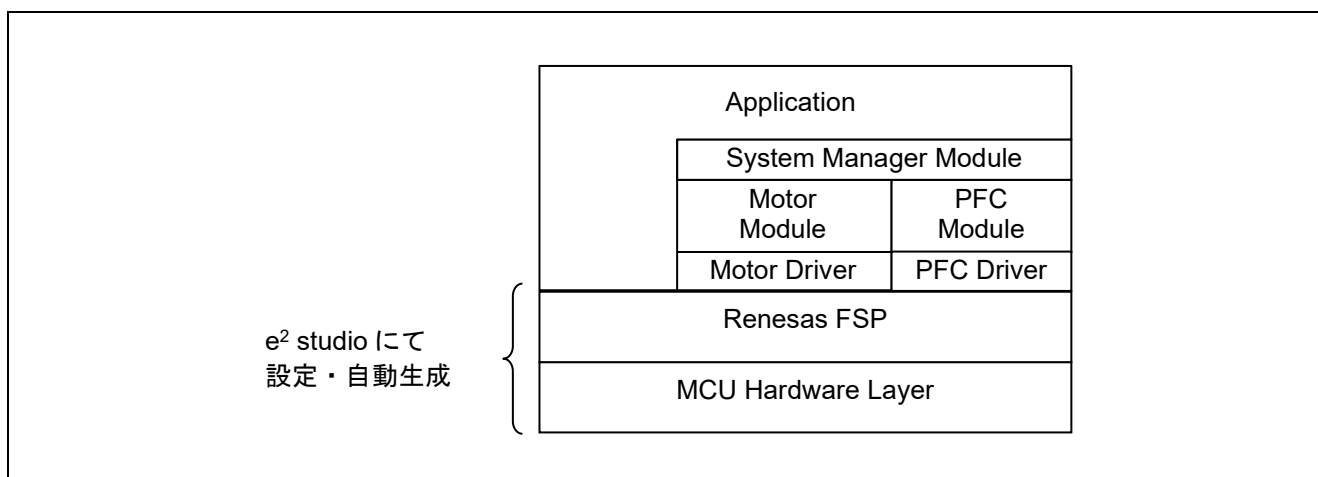 Application
System Manager Module
Motor
Module
PFC
Module
Motor Driver
PFC Driver
Renesas FSP
e² studio にて
設定・自動生成
MCU Hardware Layer